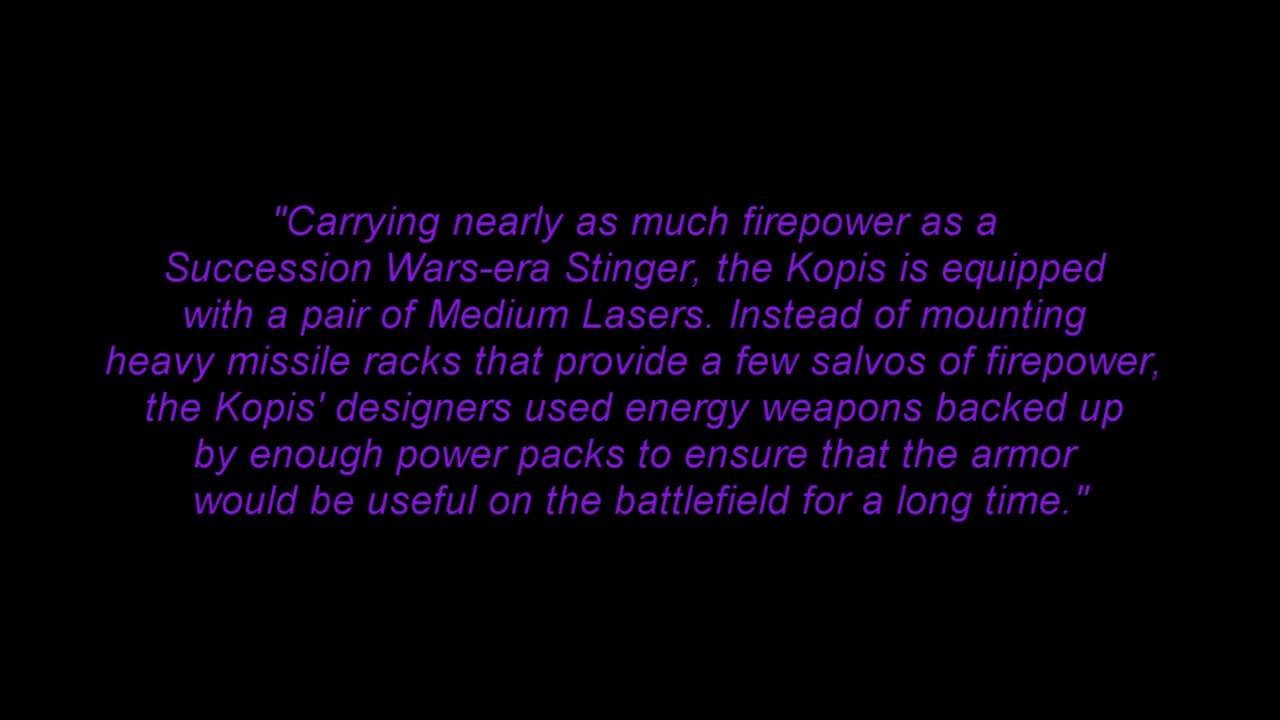 "Carrying nearly as much firepower as a
Succession Wars-era Stinger, the Kopis is equipped
with a pair of Medium Lasers. Instead of mounting
heavy missile racks that provide a few salvos of firepower,
the Kopis' designers used energy weapons backed up
by enough power packs to ensure that the armor
would be useful on the battlefield for a long time."